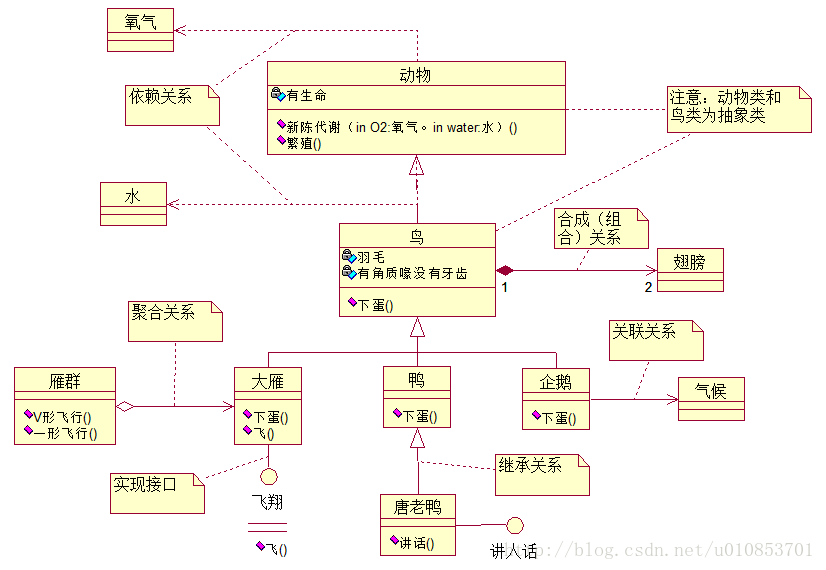 氧气
动物
有生命
新陈代谢（in O2:氧气。in water:水）()
繁殖()
依赖关系
注意：动物类和
鸟类为抽象类
水
鸟
羽毛
有角质喙没有牙齿
下蛋()
合成（组
合）关系
1
2
翅膀
聚合关系
关联关系
雁群
V形飞行()
一形飞行()
大雁
下蛋()
飞()
鸭
下蛋()
企鹅
下蛋()
气候
实现接口
飞翔
飞()
继承关系
唐老鸭
讲话()
讲人话
http://blog.csdn.net/u010853701